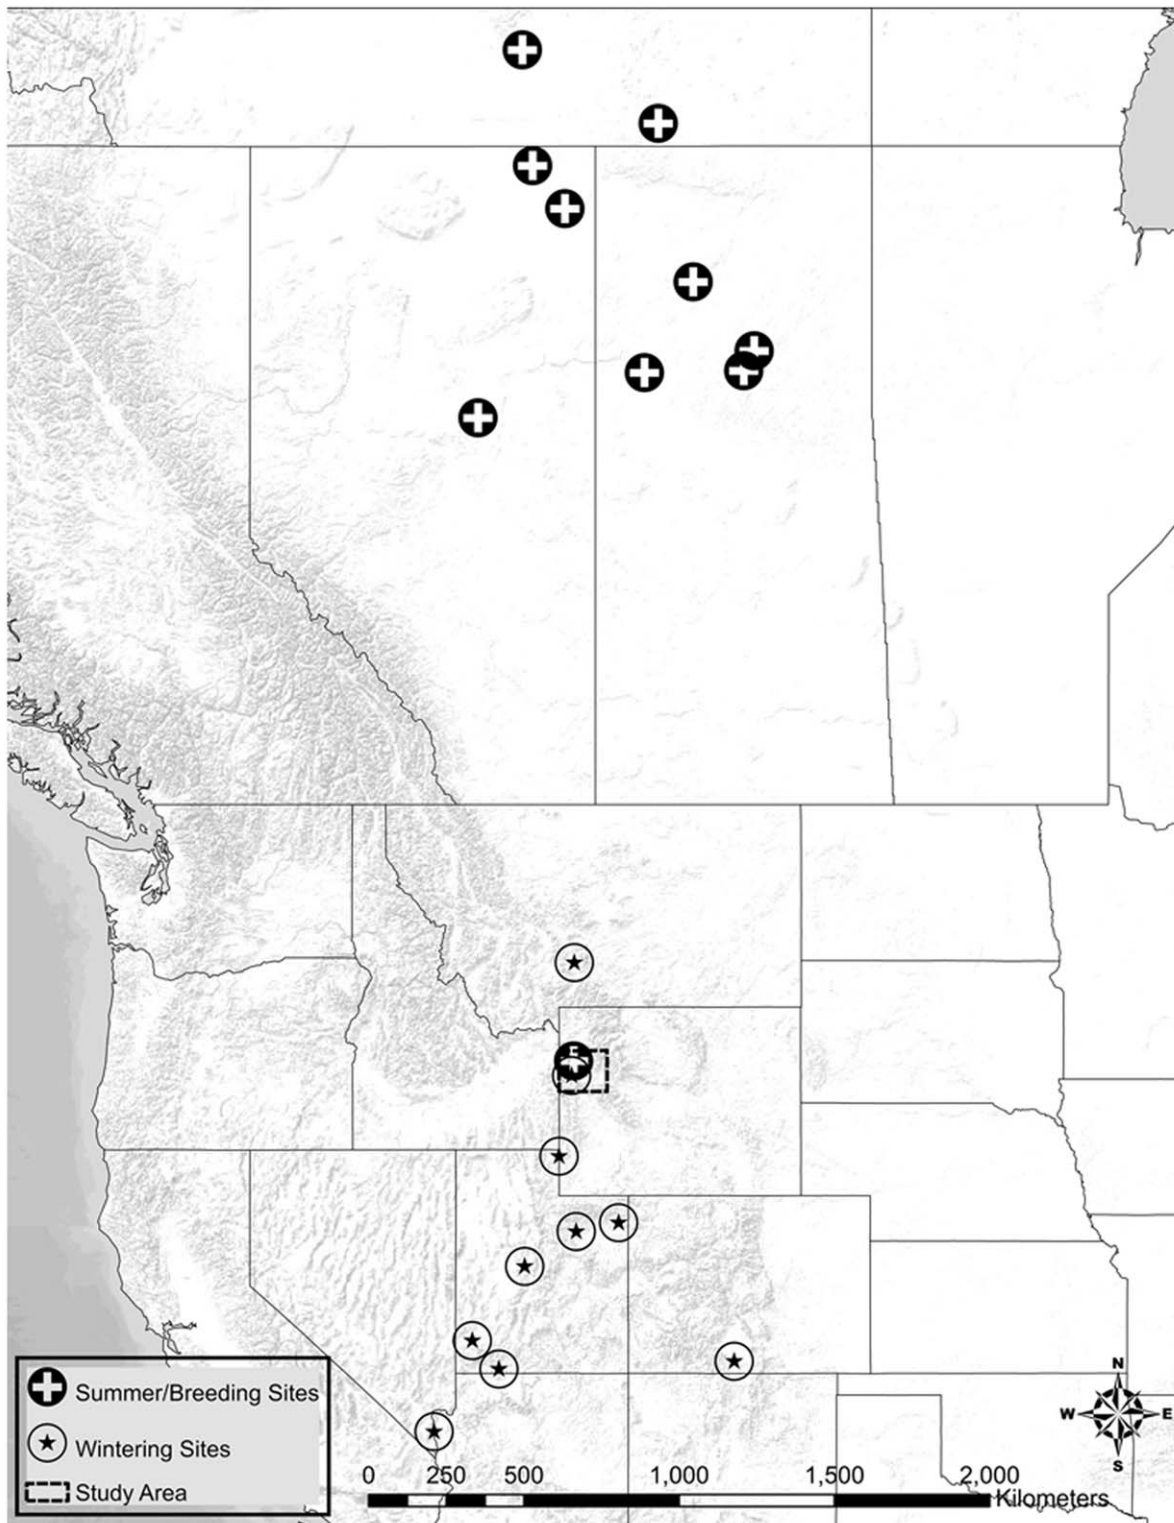 Summer/Breeding Sites
Wintering Sites
Study Area
0 250 500 1,000 1,500 2,000
Kilometers
N
W E
S